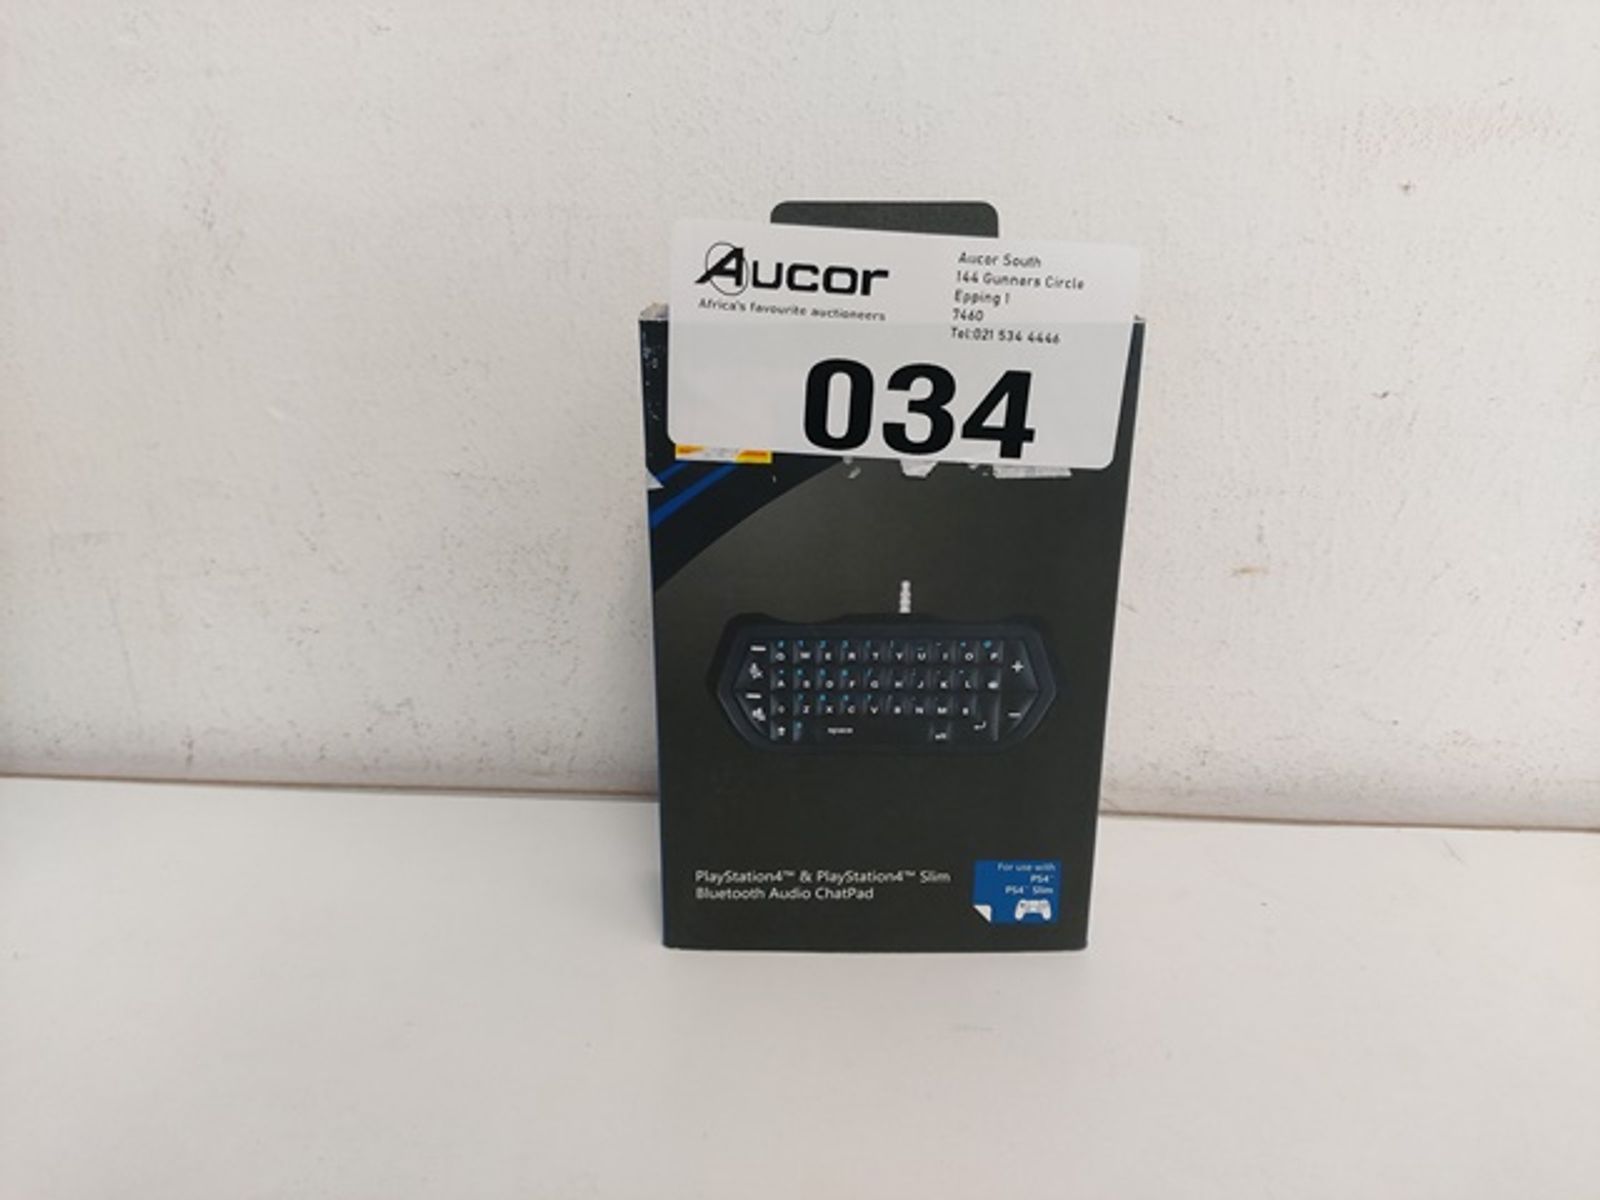 Aucor
Africa's favourite auctioneers
Aucor South
144 Gunners Circle
Epping 1
7460
Tel:021 534 4446
034
Q W E R T Y U I O P
A S D F G H J K L
Z X C V B N M
space
PlayStation4™ & PlayStation4™ Slim
Bluetooth Audio ChatPad
For use with
PS4™
PS4™ Slim